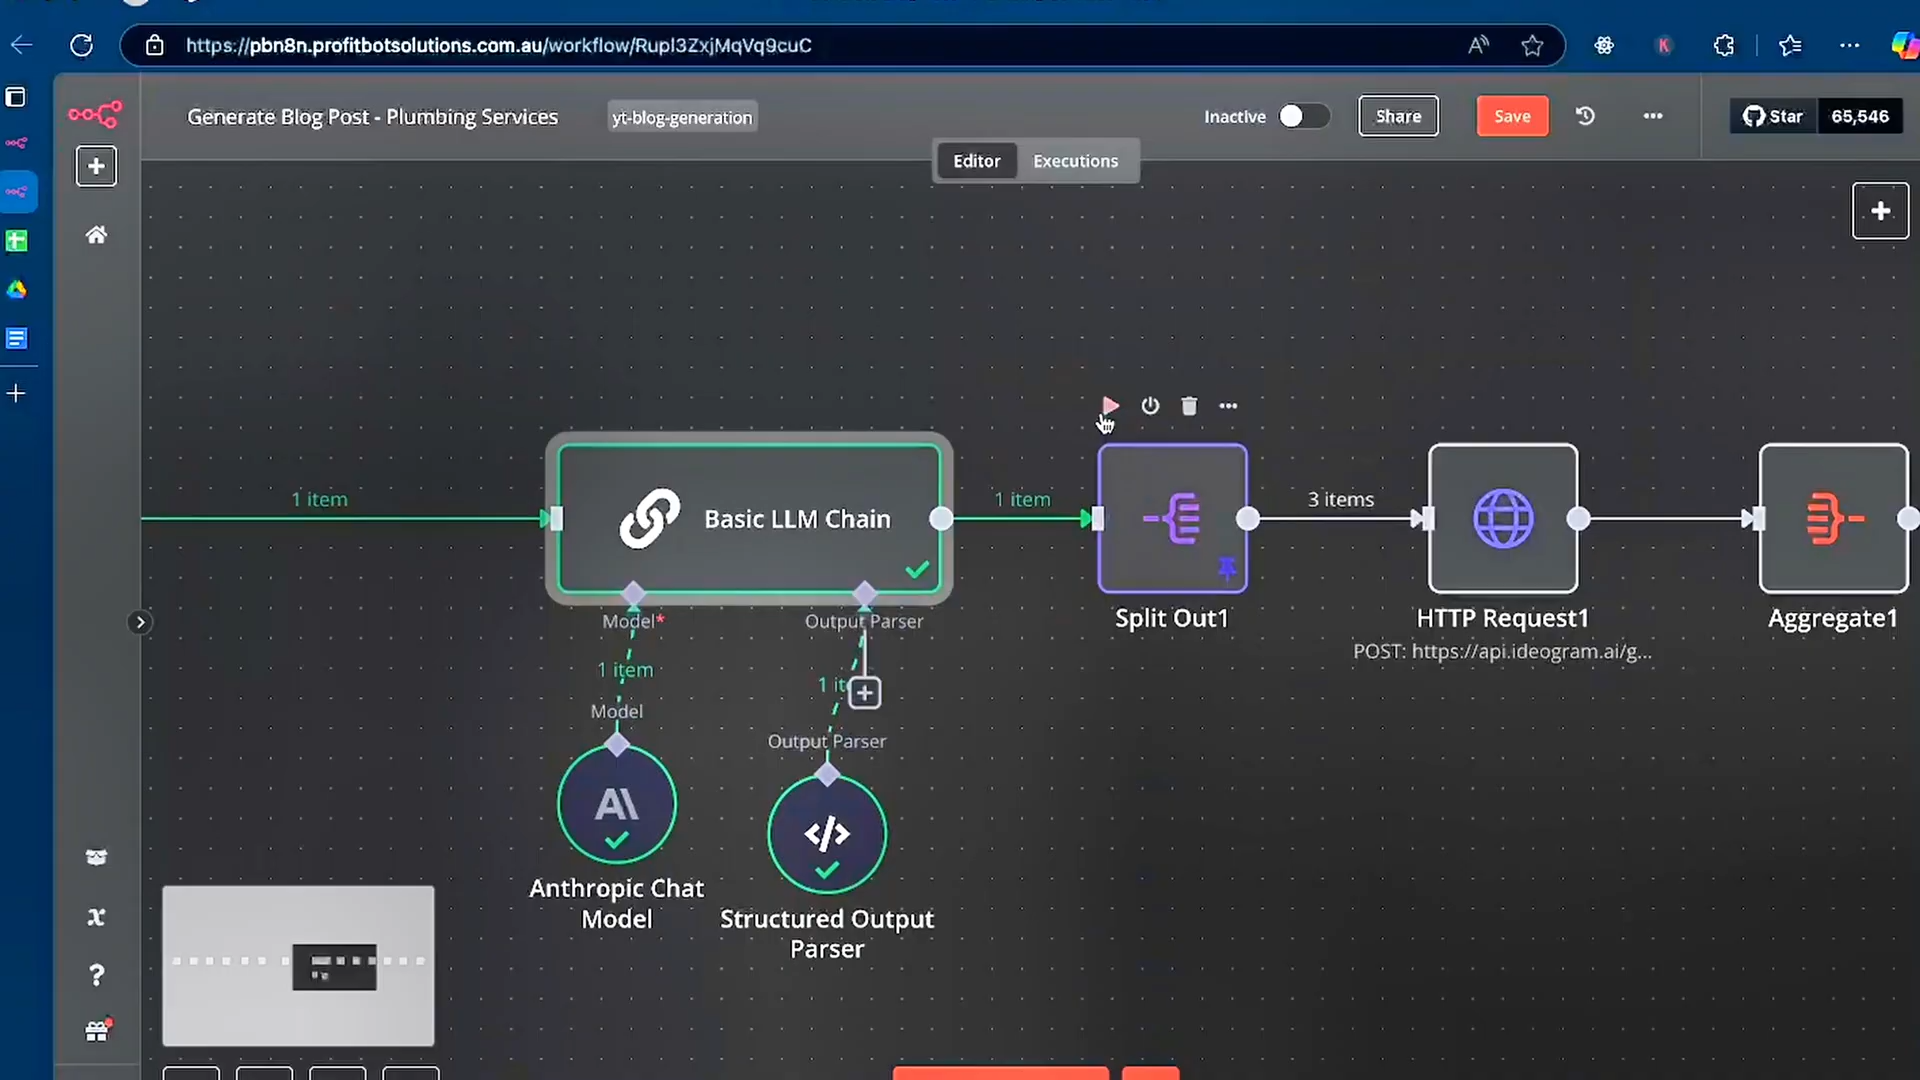 https://pbn8n.profitbotsolutions.com.au/workflow/Rupl3ZxjMqVq9cuC
Generate Blog Post - Plumbing Services
yt-blog-generation
Inactive
Share
Save
Star
65,546
Editor
Executions
1 item
Basic LLM Chain
1 item
3 items
Split Out1
HTTP Request1
POST: https://api.ideogram.ai/g...
Aggregate1
Model*
Output Parser
1 item
Model
Output Parser
Anthropic Chat
Model
Structured Output
Parser